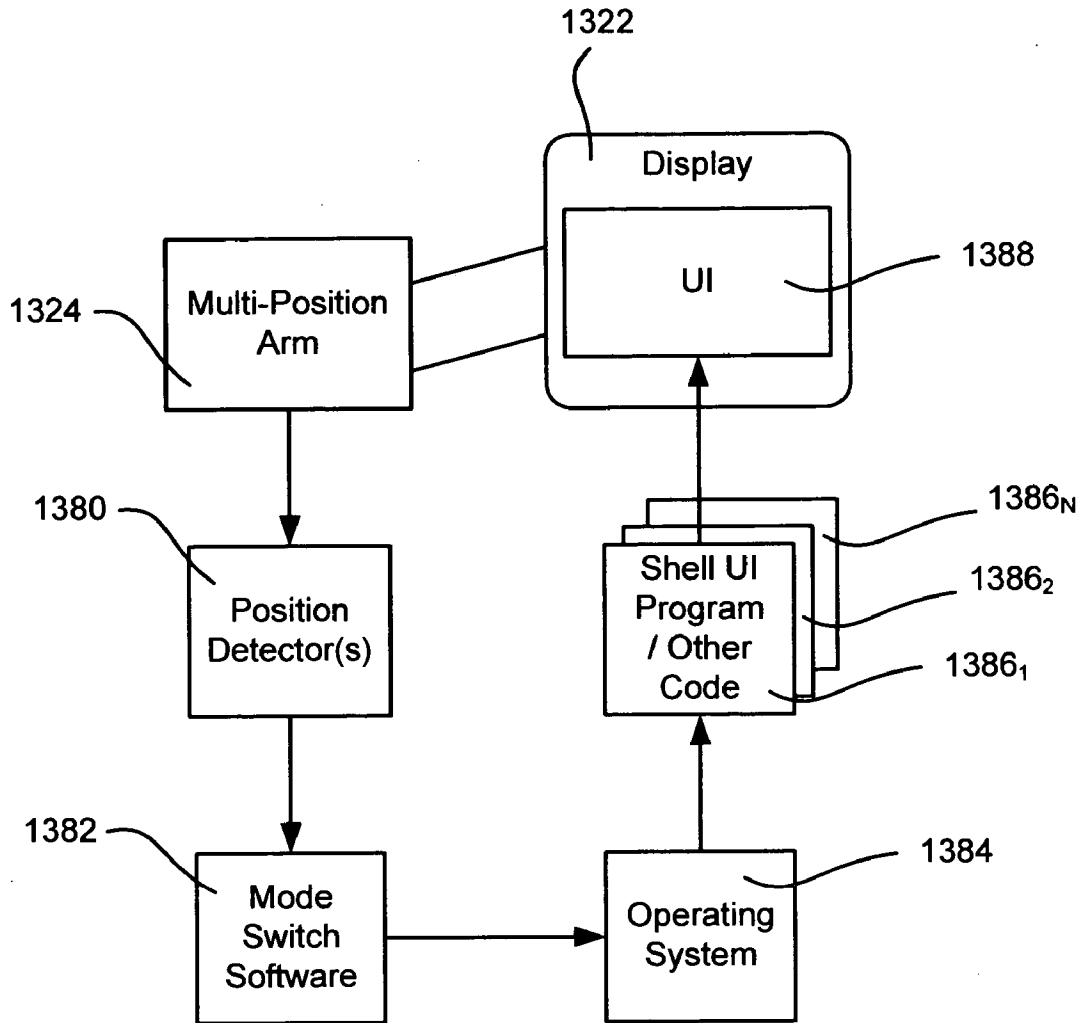 1322
Display
UI
1388
1324
Multi-Position
Arm
1380
Position
Detector(s)
1386N
1386₂
1386₁
Shell UI
Program
/ Other
Code
1382
Mode
Switch
Software
1384
Operating
System